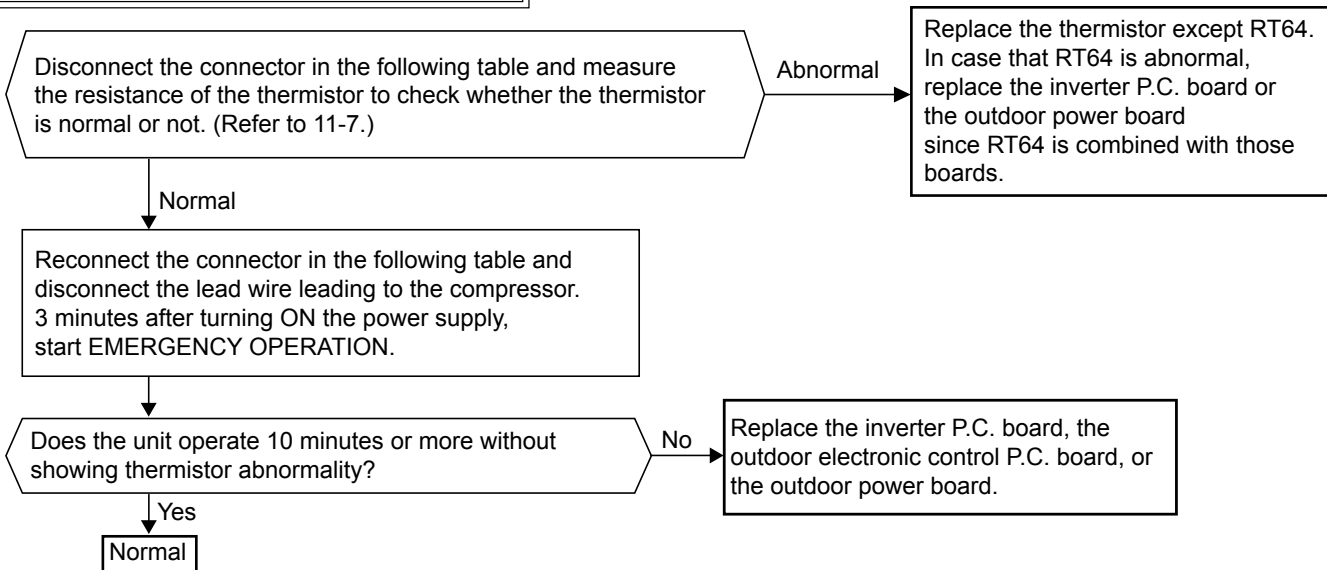 Disconnect the connector in the following table and measure
the resistance of the thermistor to check whether the thermistor
is normal or not. (Refer to 11-7.)
Abnormal
Replace the thermistor except RT64.
In case that RT64 is abnormal,
replace the inverter P.C. board or
the outdoor power board
since RT64 is combined with those
boards.
Normal
Reconnect the connector in the following table and
disconnect the lead wire leading to the compressor.
3 minutes after turning ON the power supply,
start EMERGENCY OPERATION.
Does the unit operate 10 minutes or more without
showing thermistor abnormality?
No
Replace the inverter P.C. board, the
outdoor electronic control P.C. board, or
the outdoor power board.
Yes
Normal